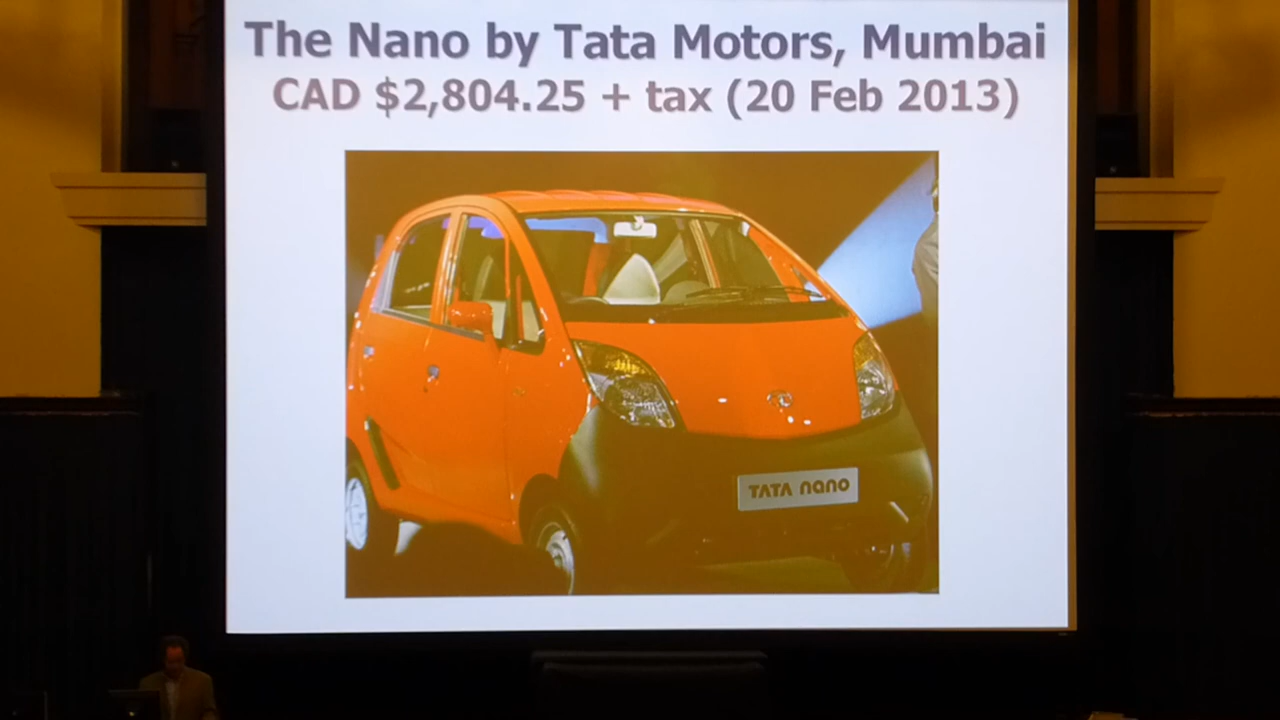 The Nano by Tata Motors, Mumbai
CAD $2,804.25 + tax (20 Feb 2013)
TATA nano